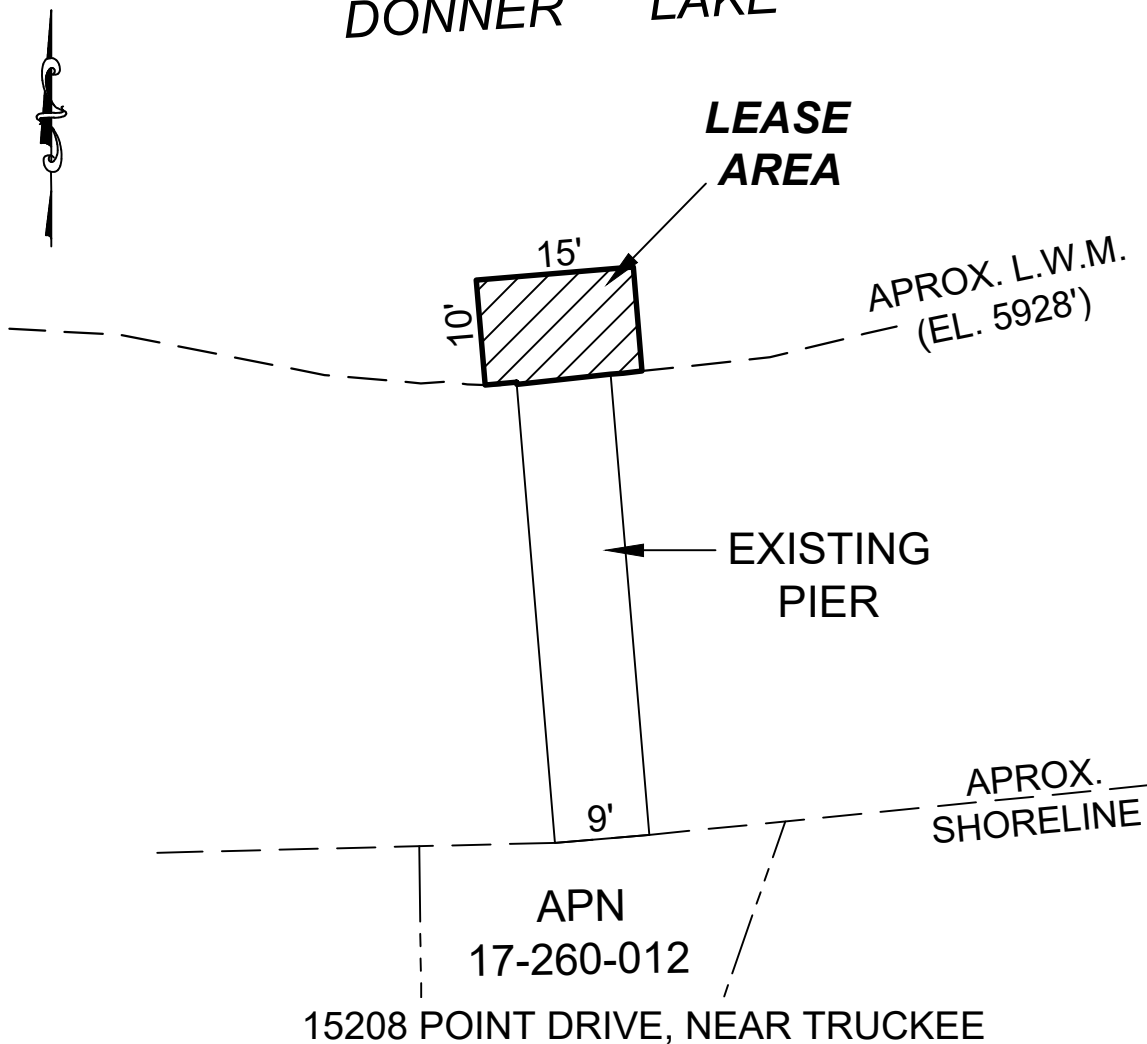 DONNER LAKE
LEASE
AREA
15'
10'
APROX. L.W.M.
(EL. 5928')
EXISTING
PIER
APROX.
SHORELINE
9'
APN
17-260-012
15208 POINT DRIVE, NEAR TRUCKEE